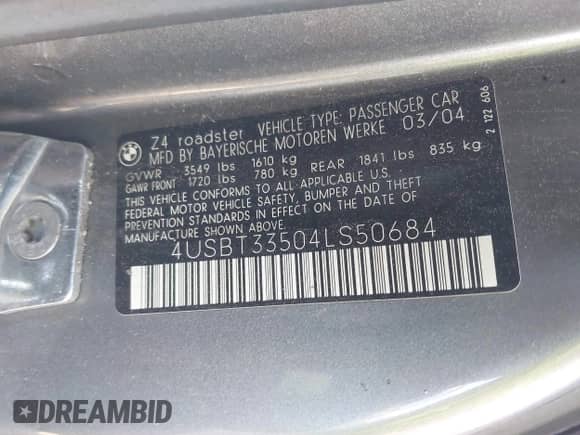 Z4 roadster VEHICLE TYPE: PASSENGER CAR
MFD BY BAYERISCHE MOTOREN WERKE 03/04
GVWR 3549 lbs 1610 kg
GAWR FRONT: 1720 lbs 780 kg REAR 1841 lbs 835 kg
THIS VEHICLE CONFORMS TO ALL APPLICABLE U.S.
FEDERAL MOTOR VEHICLE SAFETY, BUMPER AND THEFT
PREVENTION STANDARDS IN EFFECT ON THE DATE OF
MANUFACTURE SHOWN ABOVE.
4USBT33504LS50684
2 122 606
DREAMBID